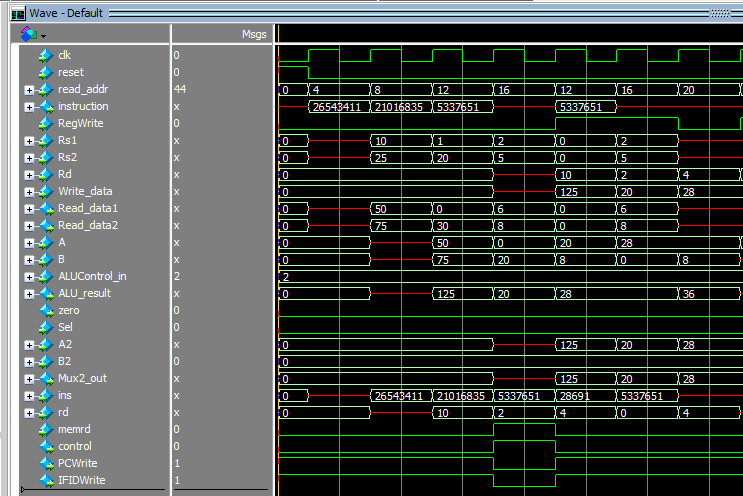 Wave - Default
Msgs
clk 0
reset 0
read_addr 44 0 4 8 12 16 12 16 20
instruction x 26543411 21016835 5337651 5337651
RegWrite 0
Rs1 x 0 10 1 2 0 2
Rs2 x 0 25 20 5 0 5
Rd x 0 10 2 4
Write_data x 0 125 20 28
Read_data1 x 0 50 0 6 0 6
Read_data2 x 0 75 30 8 0 8
A x 0 50 0 20 28
B x 0 75 20 8 0 8
ALUControl_in 2 2
ALU_result x 0 125 20 28 36
zero 0
Sel 0
A2 x 0 125 20 28
B2 0 0
Mux2_out x 0 125 20 28
ins x 0 26543411 21016835 5337651 28691 5337651
rd x 0 10 2 4 0 4
memrd 0
control 0
PCWrite 1
IFIDWrite 1